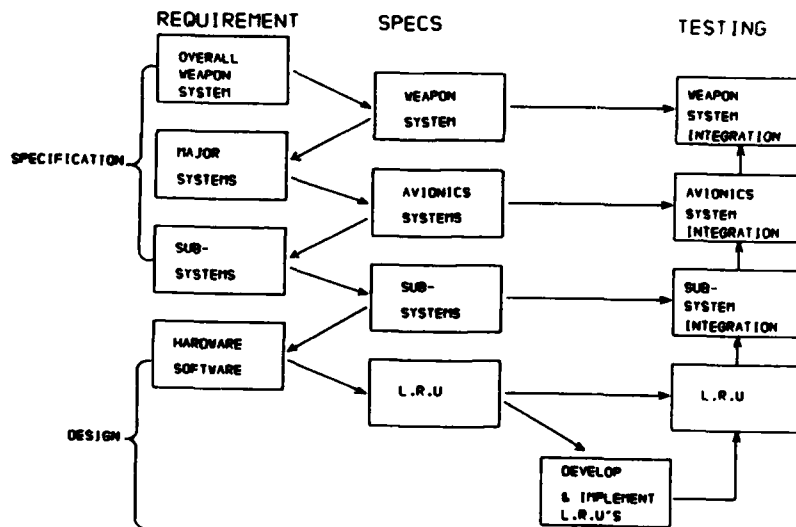 REQUIREMENT
SPECS
TESTING
OVERALL
WEAPON
SYSTEM
WEAPON
SYSTEM
WEAPON
SYSTEM
INTEGRATION
SPECIFICATION
MAJOR
SYSTEMS
AVIONICS
SYSTEMS
AVIONICS
SYSTEM
INTEGRATION
SUB-
SYSTEMS
SUB-
SYSTEMS
SUB-
SYSTEM
INTEGRATION
HARDWARE
SOFTWARE
L.R.U
L.R.U
DESIGN
DEVELOP
& IMPLEMENT
L.R.U'S